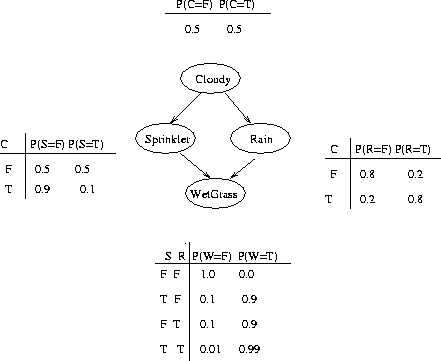 P(C=F) P(C=T)
0.5 0.5
Cloudy
Sprinkler
Rain
WetGrass
C P(S=F) P(S=T)
F 0.5 0.5
T 0.9 0.1
C P(R=F) P(R=T)
F 0.8 0.2
T 0.2 0.8
S R P(W=F) P(W=T)
F F 1.0 0.0
T F 0.1 0.9
F T 0.1 0.9
T T 0.01 0.99